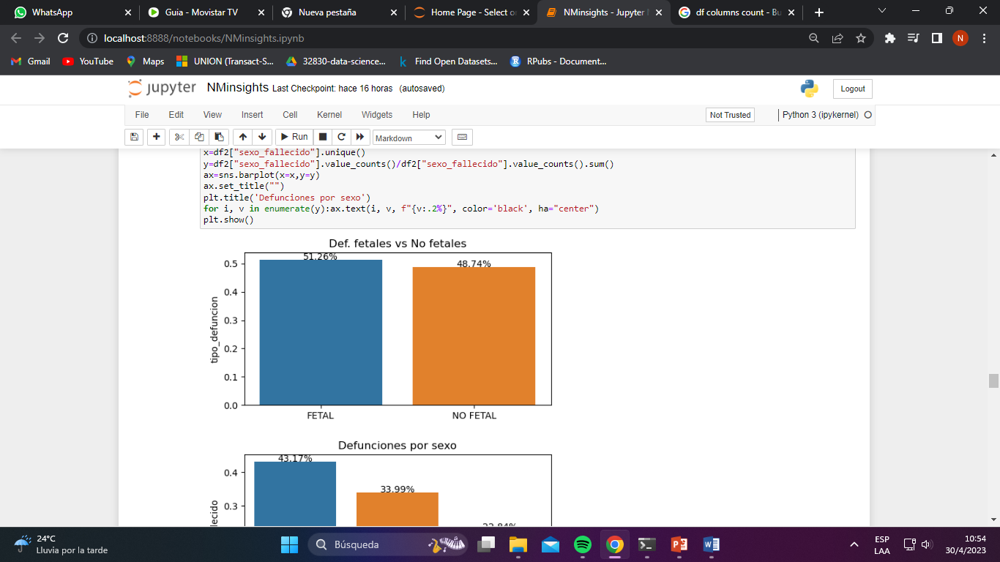 WhatsApp
Guia - Movistar TV
Nueva pestaña
Home Page - Select o
NMinsights - Jupyter
df columns count - Bu
localhost:8888/notebooks/NMinsights.ipynb
N
Gmail
YouTube
Maps
UNION (Transact-S...
32830-data-science...
k
Find Open Datasets...
R
RPubs - Document...
jupyter
NMinsights Last Checkpoint: hace 16 horas (autosaved)
Logout
File Edit View Insert Cell Kernel Widgets Help
Not Trusted
Python 3 (ipykernel)
Run
Markdown
x=df2["sexo_fallecido"].unique()
y=df2["sexo_fallecido"].value_counts()/df2["sexo_fallecido"].value_counts().sum()
ax=sns.barplot(x=x,y=y)
ax.set_title("")
plt.title('Defunciones por sexo')
for i, v in enumerate(y):ax.text(i, v, f"{v:.2%}", color='black', ha="center")
plt.show()
Def. fetales vs No fetales
51.26%
48.74%
0.5
0.4
0.3
0.2
0.1
0.0
tipo_defuncion
FETAL
NO FETAL
Defunciones por sexo
43.17%
33.99%
0.4
0.3
lecido
24°C
Lluvia por la tarde
Búsqueda
ESP
LAA
10:54
30/4/2023